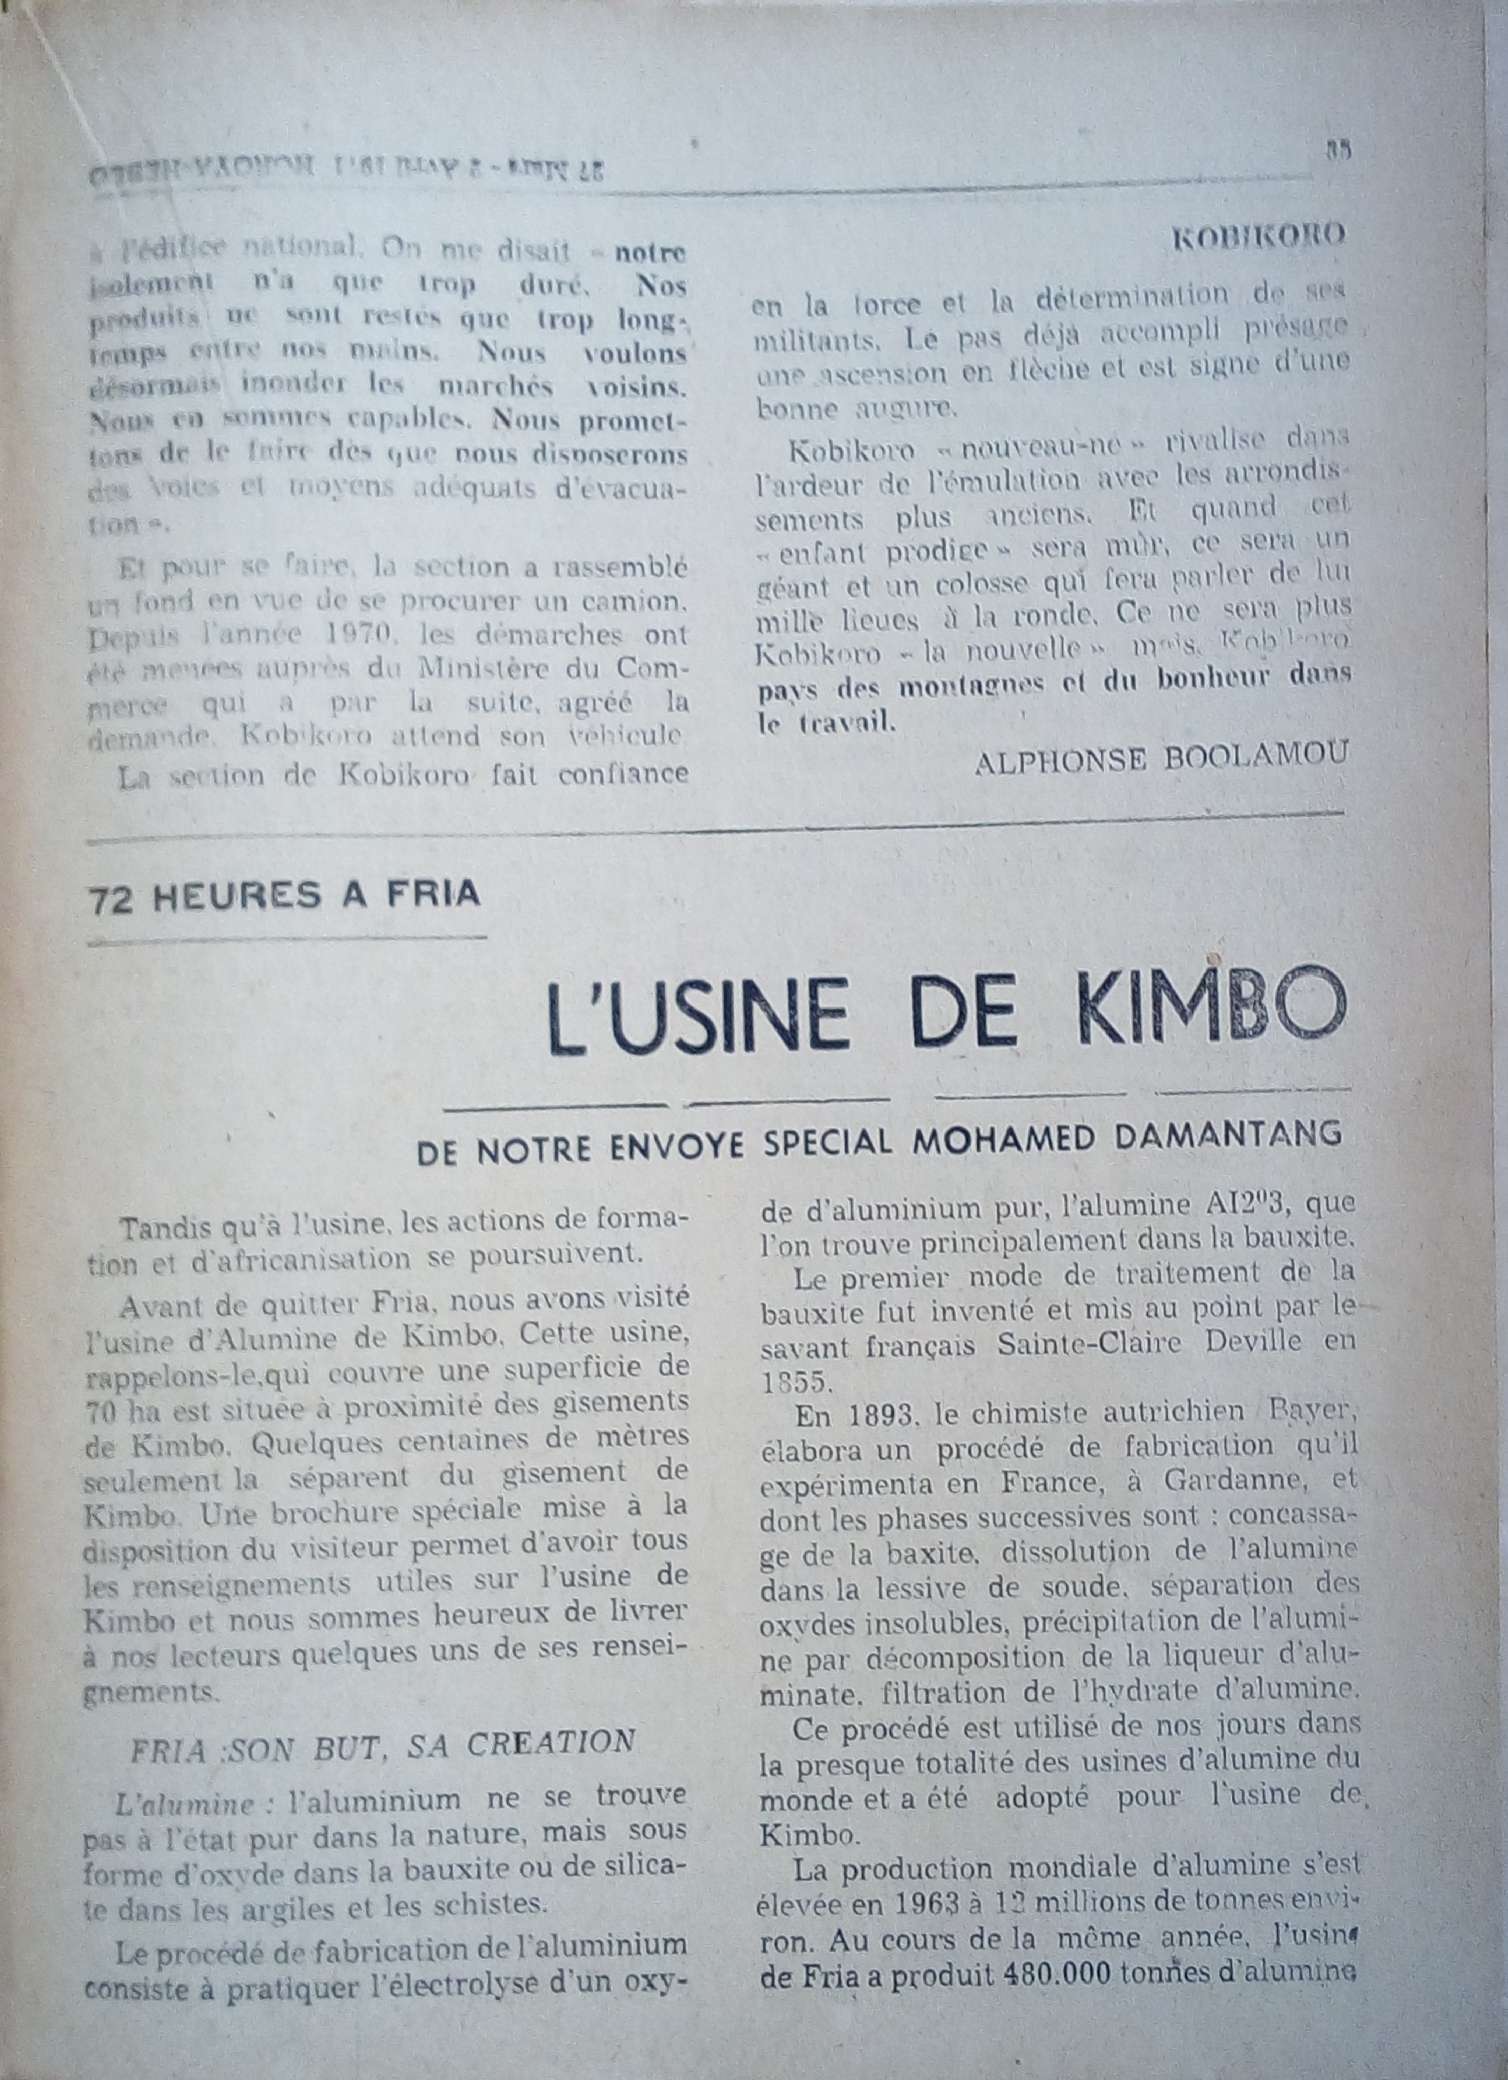 35
27 Mars - 2 Avril
HOROYA-HEBDO
à l'édifice national. On me disait « notre
isolement n'a que trop duré. Nos
produits ne sont restés que trop long-
temps entre nos mains. Nous voulons
désormais inonder les marchés voisins.
Nous en sommes capables. Nous promet-
tons de le faire dès que nous disposerons
des voies et moyens adéquats d'évacua-
tion ».
Et pour se faire, la section a rassemblé
un fond en vue de se procurer un camion.
Depuis l'année 1970, les démarches ont
été menées auprès du Ministère du Com-
merce qui a par la suite, agréé la
demande. Kobikoro attend son véhicule
La section de Kobikoro fait confiance
KOBIKORO
en la force et la détermination de ses
militants. Le pas déjà accompli présage
une ascension en flèche et est signe d'une
bonne augure.
Kobikoro « nouveau-né » rivalise dans
l'ardeur de l'émulation avec les arrondis-
sements plus anciens. Et quand cet
« enfant prodige » sera mûr, ce sera un
géant et un colosse qui fera parler de lui
mille lieues à la ronde. Ce ne sera plus
Kobikoro « la nouvelle » mais, Kobikoro
pays des montagnes et du bonheur dans
le travail.
ALPHONSE BOOLAMOU
72 HEURES A FRIA
L'USINE DE KIMBO
DE NOTRE ENVOYE SPECIAL MOHAMED DAMANTANG
Tandis qu'à l'usine, les actions de forma-
tion et d'africanisation se poursuivent.
Avant de quitter Fria, nous avons visité
l'usine d'Alumine de Kimbo. Cette usine,
rappelons-le,qui couvre une superficie de
70 ha est située à proximité des gisements
de Kimbo. Quelques centaines de mètres
seulement la séparent du gisement de
Kimbo. Une brochure spéciale mise à la
disposition du visiteur permet d'avoir tous
les renseignements utiles sur l'usine de
Kimbo et nous sommes heureux de livrer
à nos lecteurs quelques uns de ses rensei-
gnements.
FRIA :SON BUT, SA CREATION
L'alumine : l'aluminium ne se trouve
pas à l'état pur dans la nature, mais sous
forme d'oxyde dans la bauxite ou de silica-
te dans les argiles et les schistes.
Le procédé de fabrication de l'aluminium
consiste à pratiquer l'électrolyse d'un oxy-
de d'aluminium pur, l'alumine AI2⁰3, que
l'on trouve principalement dans la bauxite.
Le premier mode de traitement de la
bauxite fut inventé et mis au point par le
savant français Sainte-Claire Deville en
1855.
En 1893, le chimiste autrichien Bayer,
élabora un procédé de fabrication qu'il
expérimenta en France, à Gardanne, et
dont les phases successives sont : concassa-
ge de la baxite, dissolution de l'alumine
dans la lessive de soude, séparation des
oxydes insolubles, précipitation de l'alumi-
ne par décomposition de la liqueur d'alu-
minate, filtration de l'hydrate d'alumine.
Ce procédé est utilisé de nos jours dans
la presque totalité des usines d'alumine du
monde et a été adopté pour l'usine de
Kimbo.
La production mondiale d'alumine s'est
élevée en 1963 à 12 millions de tonnes envi-
ron. Au cours de la même année, l'usine
de Fria a produit 480.000 tonnes d'alumine